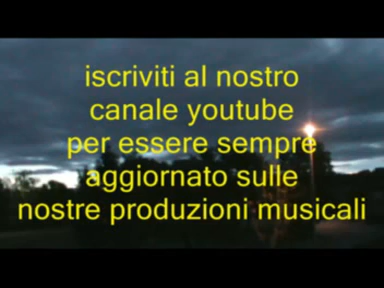 iscriviti al nostro
canale youtube
per essere sempre
aggiornato sulle
nostre produzioni musicali